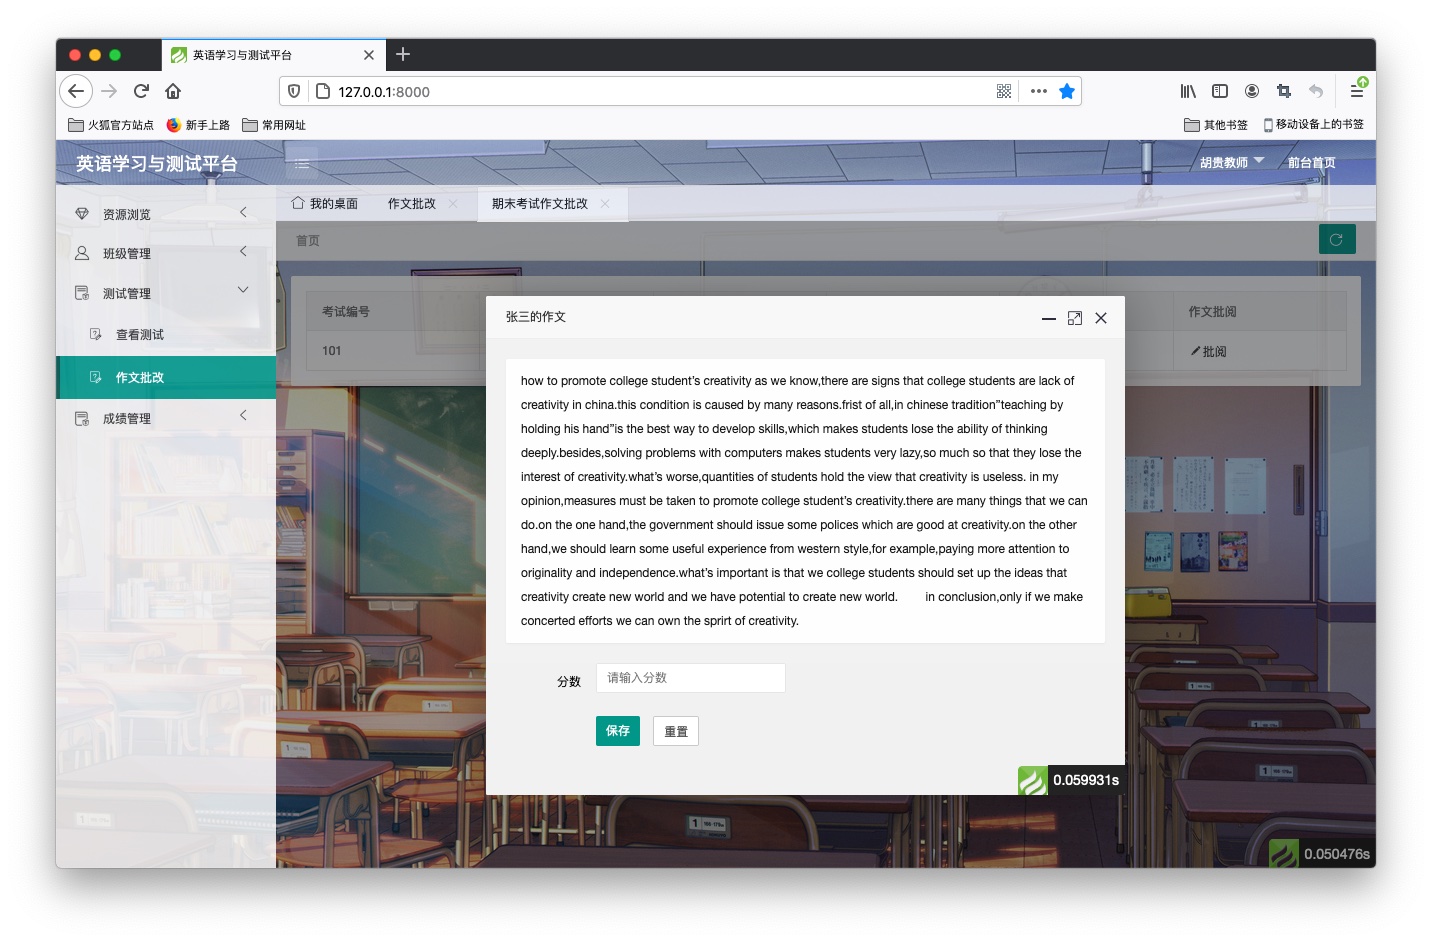 英语学习与测试平台
127.0.0.1:8000
火狐官方站点 新手上路 常用网址 其他书签 移动设备上的书签
英语学习与测试平台 胡贵教师 前台首页
资源浏览
班级管理
测试管理
查看测试
作文批改
成绩管理
我的桌面 作文批改 期末考试作文批改
首页
考试编号 作文批阅
101 批阅
张三的作文
how to promote college student’s creativity as we know,there are signs that college students are lack of
creativity in china.this condition is caused by many reasons.frist of all,in chinese tradition”teaching by
holding his hand”is the best way to develop skills,which makes students lose the ability of thinking
deeply.besides,solving problems with computers makes students very lazy,so much so that they lose the
interest of creativity.what’s worse,quantities of students hold the view that creativity is useless. in my
opinion,measures must be taken to promote college student’s creativity.there are many things that we can
do.on the one hand,the government should issue some polices which are good at creativity.on the other
hand,we should learn some useful experience from western style,for example,paying more attention to
originality and independence.what’s important is that we college students should set up the ideas that
creativity create new world and we have potential to create new world. in conclusion,only if we make
concerted efforts we can own the sprirt of creativity.
分数 请输入分数
保存 重置
0.059931s
0.050476s